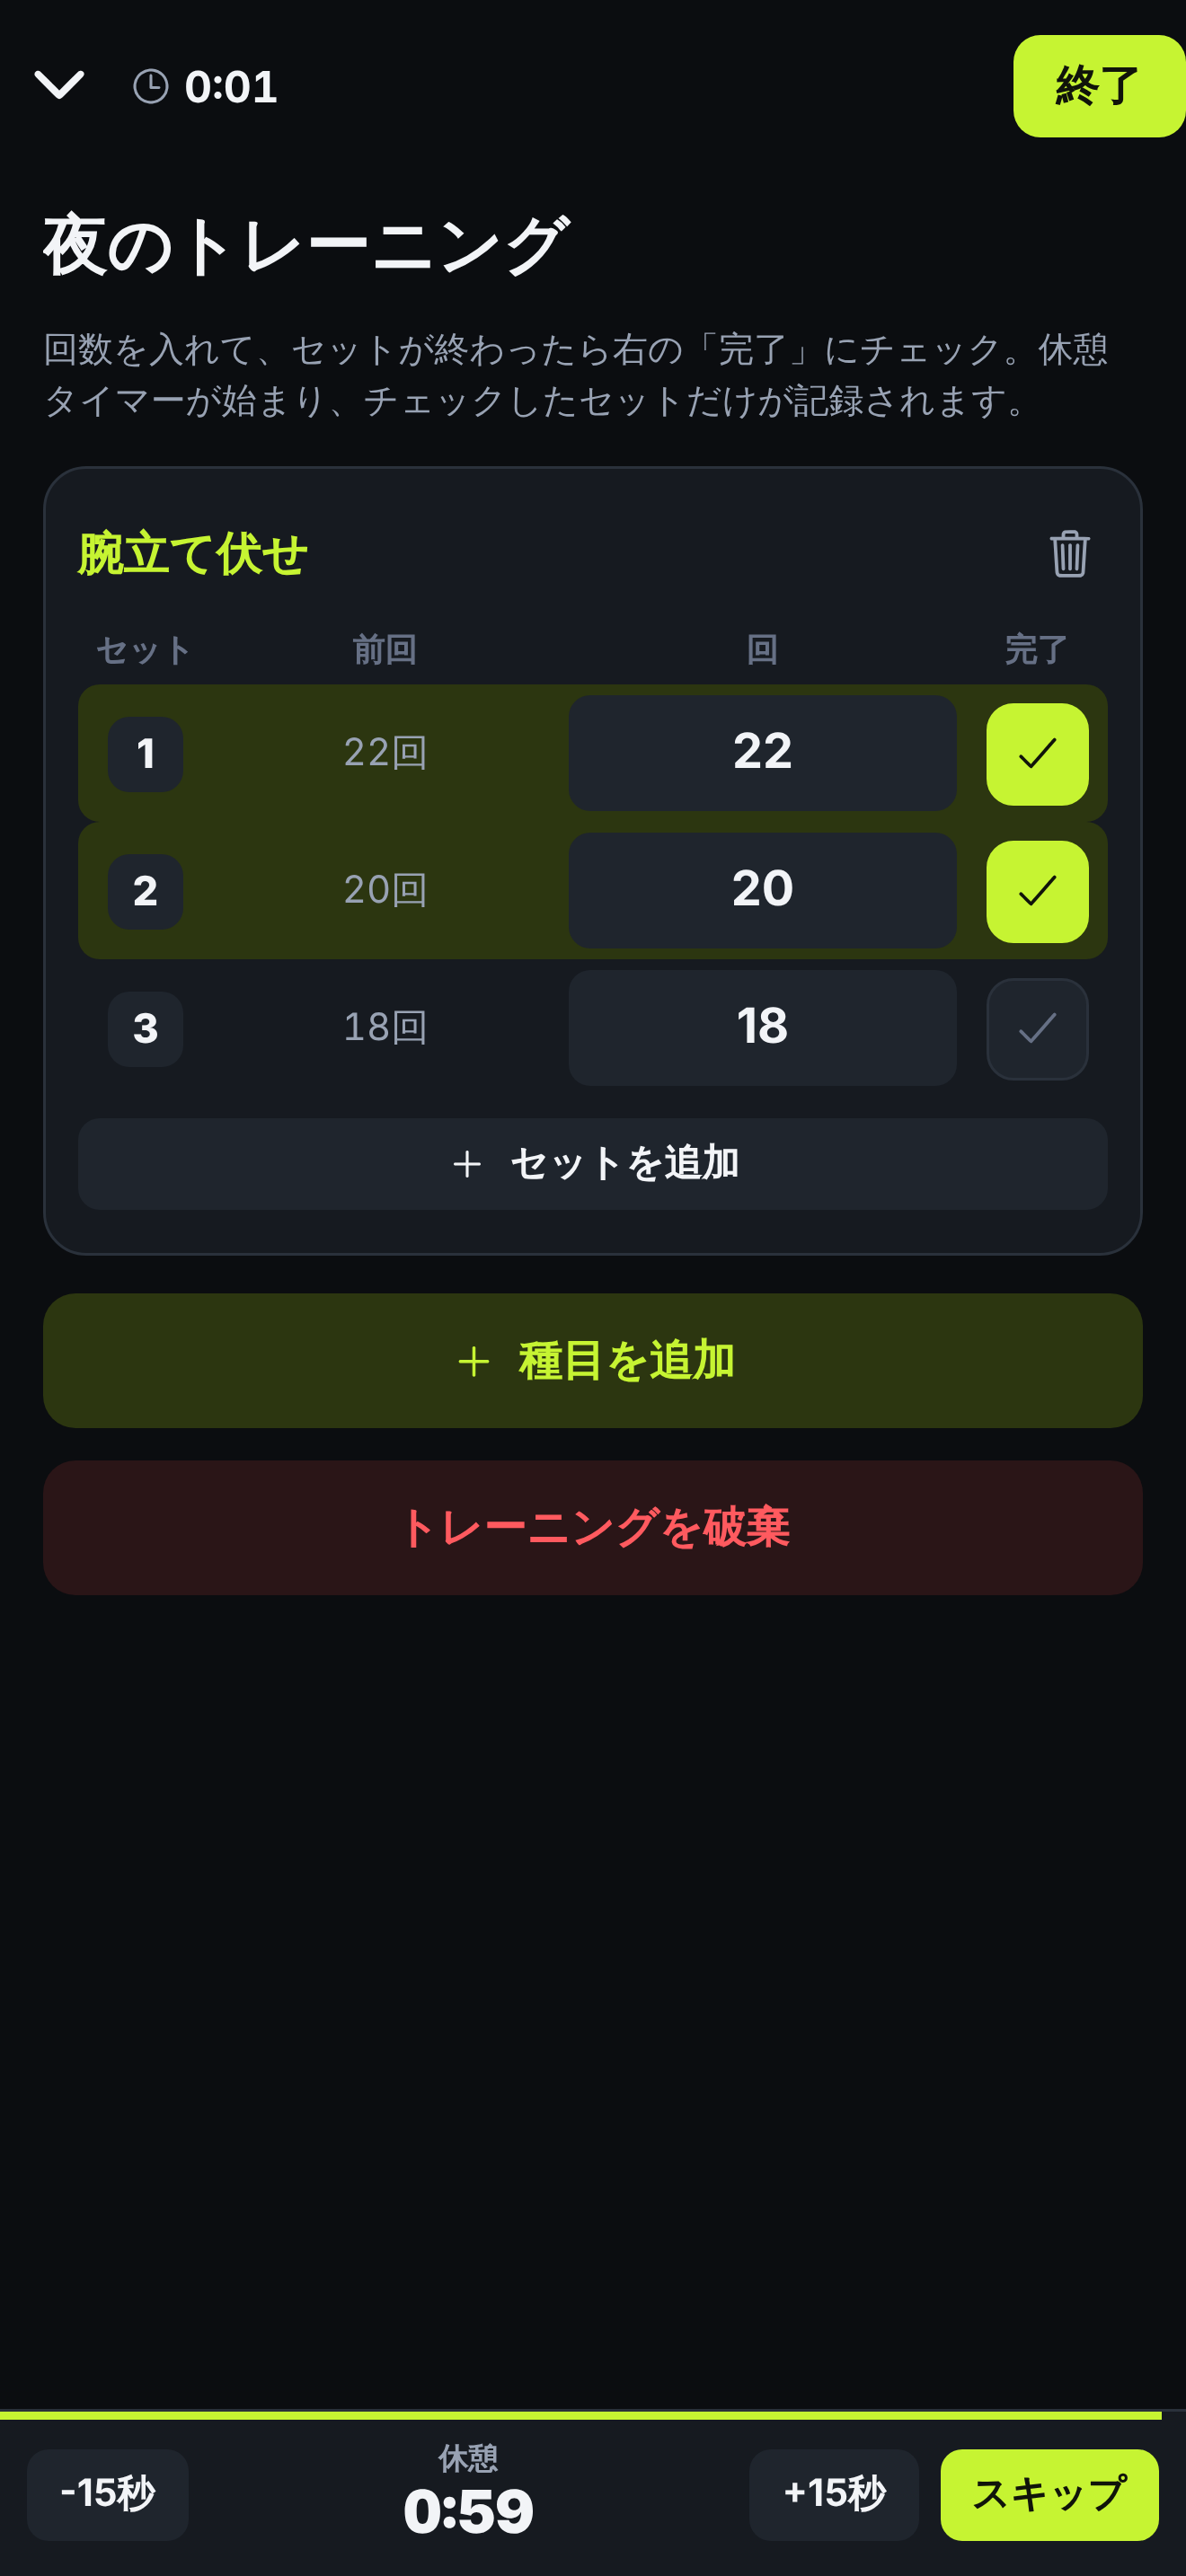 0:01
終了
夜のトレーニング
回数を入れて、セットが終わったら右の「完了」にチェック。休憩
タイマーが始まり、チェックしたセットだけが記録されます。
腕立て伏せ
セット 前回 回 完了
1 22回 22
2 20回 20
3 18回 18
+ セットを追加
+ 種目を追加
トレーニングを破棄
-15秒
休憩
0:59
+15秒
スキップ